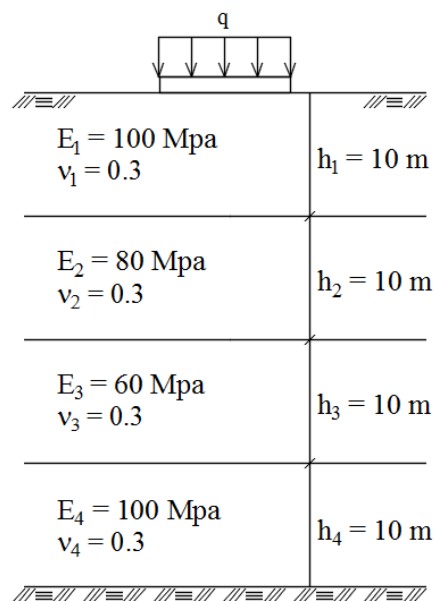 q
E₁ = 100 Mpa
ν₁ = 0.3
h₁ = 10 m
E₂ = 80 Mpa
ν₂ = 0.3
h₂ = 10 m
E₃ = 60 Mpa
ν₃ = 0.3
h₃ = 10 m
E₄ = 100 Mpa
ν₄ = 0.3
h₄ = 10 m